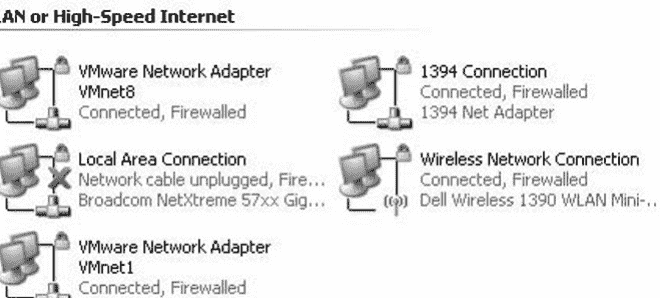 LAN or High-Speed Internet
VMware Network Adapter
VMnet8
Connected, Firewalled
1394 Connection
Connected, Firewalled
1394 Net Adapter
Local Area Connection
Network cable unplugged, Fire...
Broadcom NetXtreme 57xx Gig...
Wireless Network Connection
Connected, Firewalled
Dell Wireless 1390 WLAN Mini-...
VMware Network Adapter
VMnet1
Connected, Firewalled